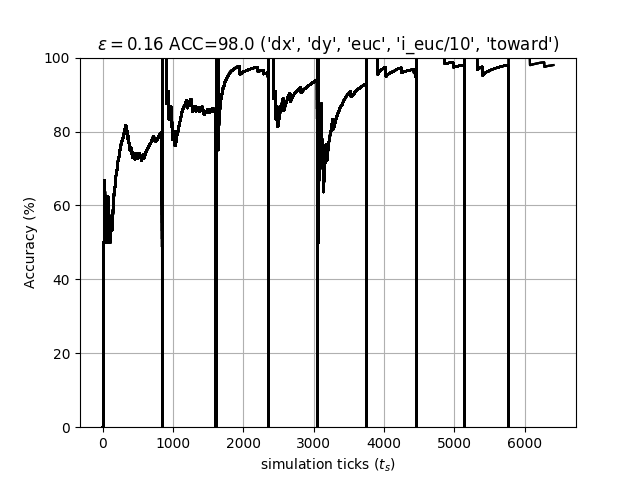 ε = 0.16 ACC=98.0 ('dx', 'dy', 'euc', 'i_euc/10', 'toward')
100
80
60
40
20
0
Accuracy (%)
0 1000 2000 3000 4000 5000 6000
simulation ticks (t_s)